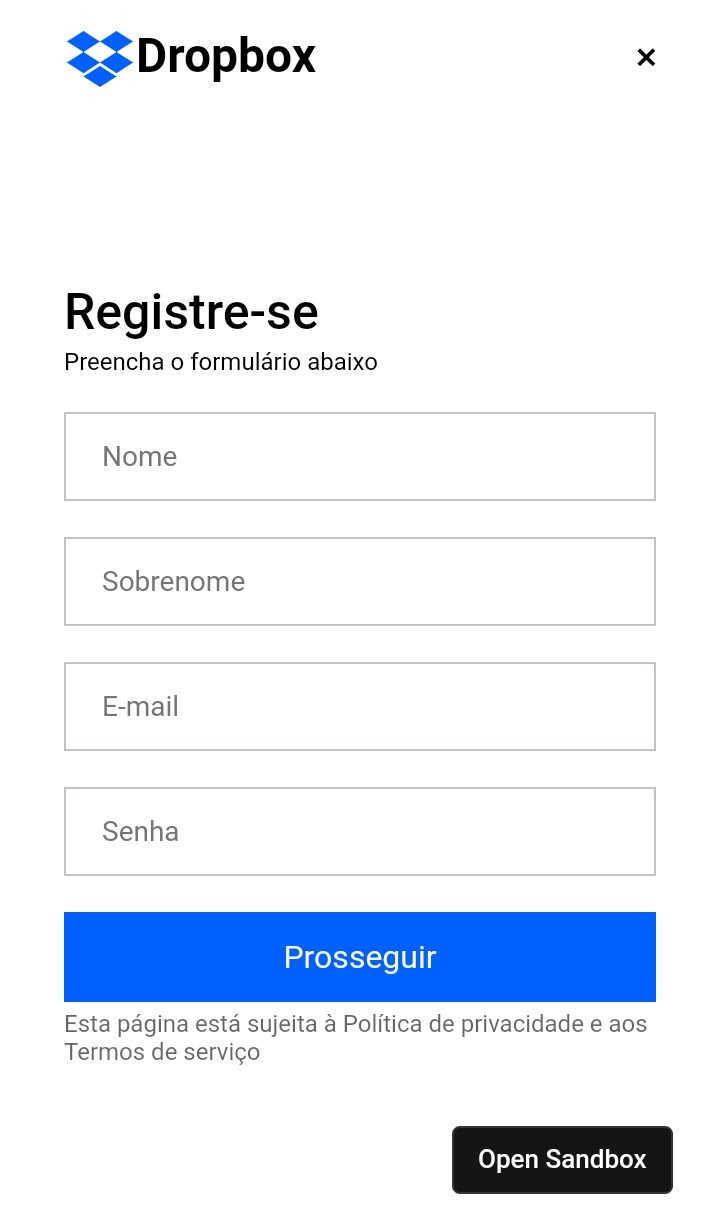 Dropbox
×
Registre-se
Preencha o formulário abaixo
Nome
Sobrenome
E-mail
Senha
Prosseguir
Esta página está sujeita à Política de privacidade e aos
Termos de serviço
Open Sandbox